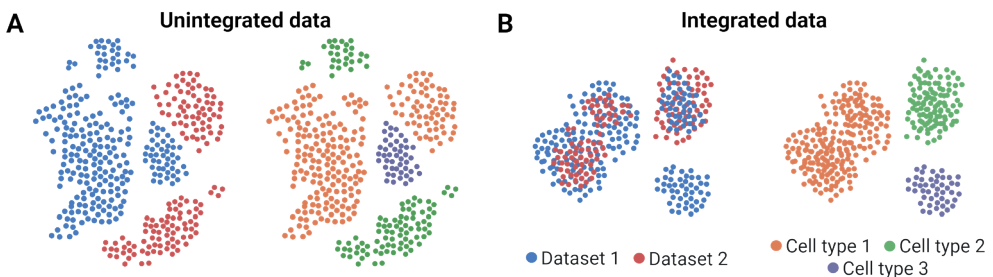 A
Unintegrated data
B
Integrated data
Dataset 1
Dataset 2
Cell type 1
Cell type 2
Cell type 3